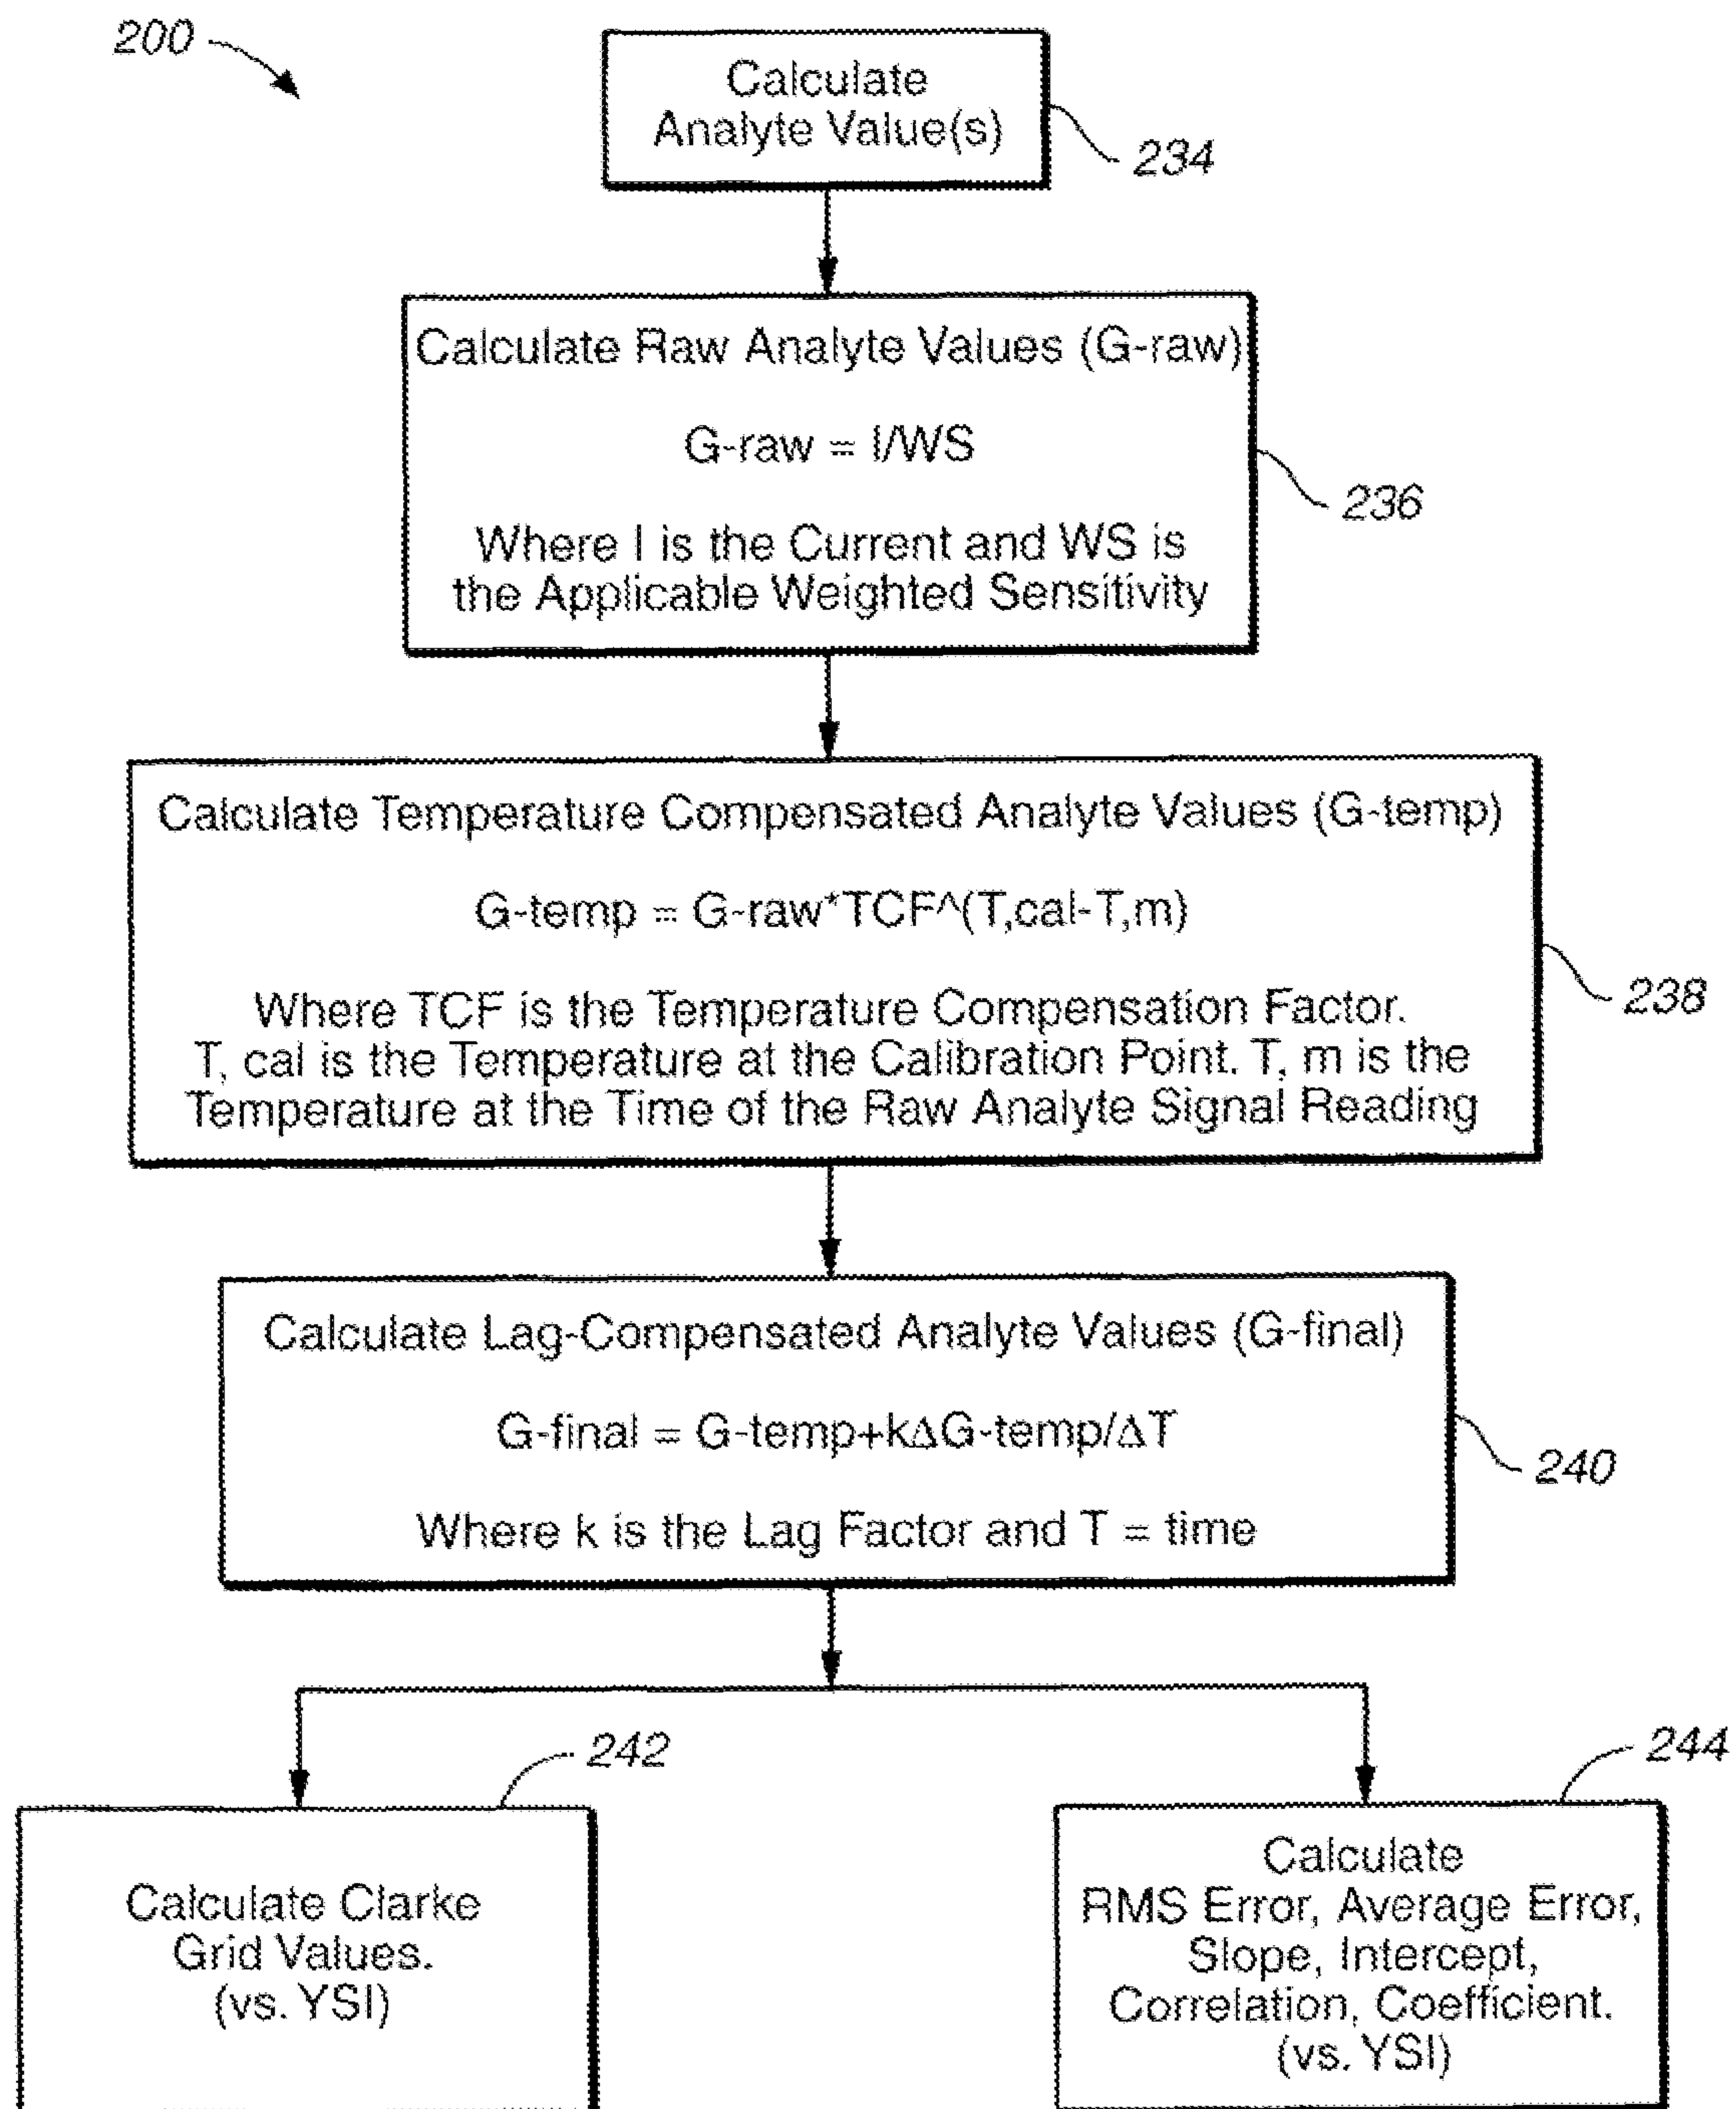 200
Calculate
Analyte Value(s)
234
Calculate Raw Analyte Values (G-raw)
G-raw = I/WS
Where I is the Current and WS is
the Applicable Weighted Sensitivity
236
Calculate Temperature Compensated Analyte Values (G-temp)
G-temp = G-raw*TCF^(T,cal-T,m)
Where TCF is the Temperature Compensation Factor.
T, cal is the Temperature at the Calibration Point. T, m is the
Temperature at the Time of the Raw Analyte Signal Reading
238
Calculate Lag-Compensated Analyte Values (G-final)
G-final = G-temp+kΔG-temp/ΔT
Where k is the Lag Factor and T = time
240
242
Calculate Clarke
Grid Values.
(vs. YSI)
244
Calculate
RMS Error, Average Error,
Slope, Intercept,
Correlation, Coefficient.
(vs. YSI)